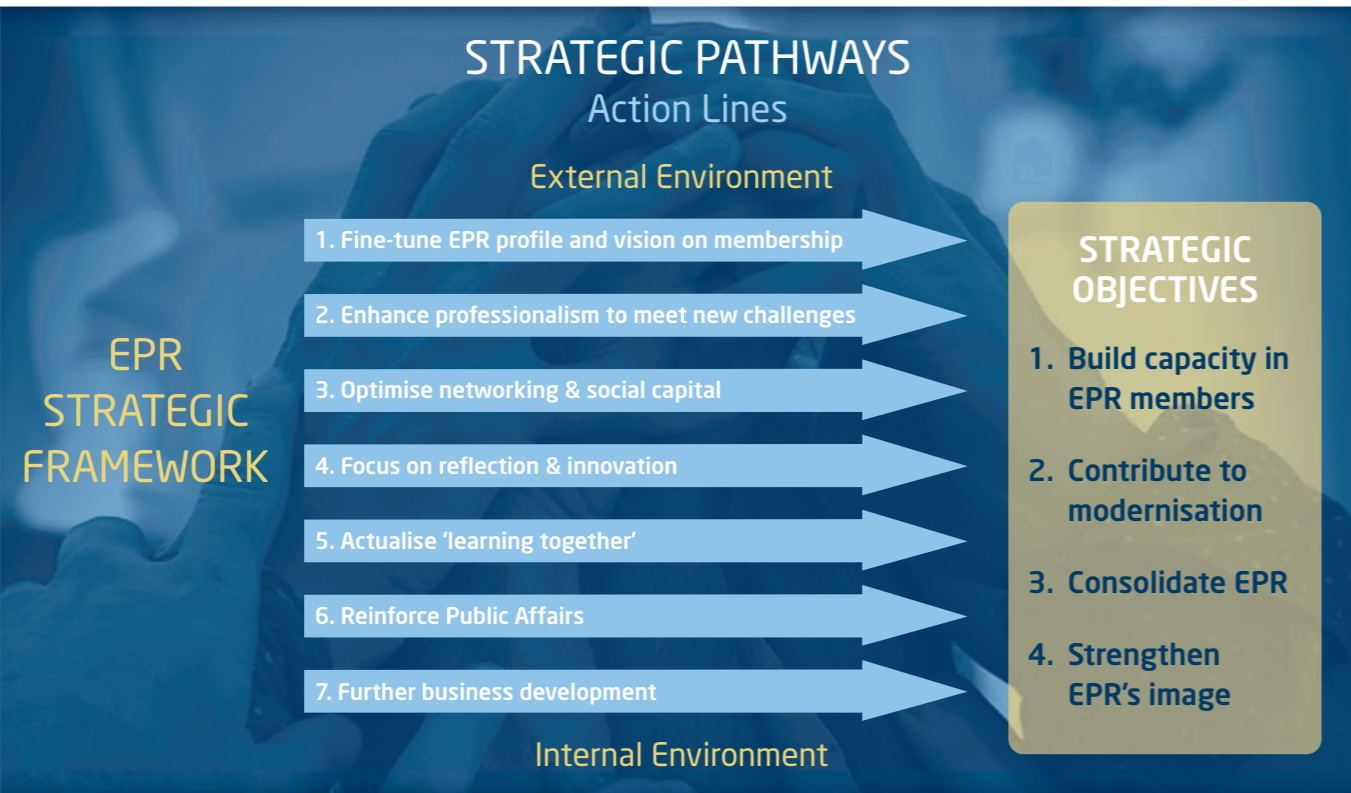 STRATEGIC PATHWAYS
Action Lines
External Environment
EPR
STRATEGIC
FRAMEWORK
1. Fine-tune EPR profile and vision on membership
2. Enhance professionalism to meet new challenges
3. Optimise networking & social capital
4. Focus on reflection & innovation
5. Actualise ‘learning together’
6. Reinforce Public Affairs
7. Further business development
Internal Environment
STRATEGIC
OBJECTIVES
1. Build capacity in
EPR members
2. Contribute to
modernisation
3. Consolidate EPR
4. Strengthen
EPR’s image